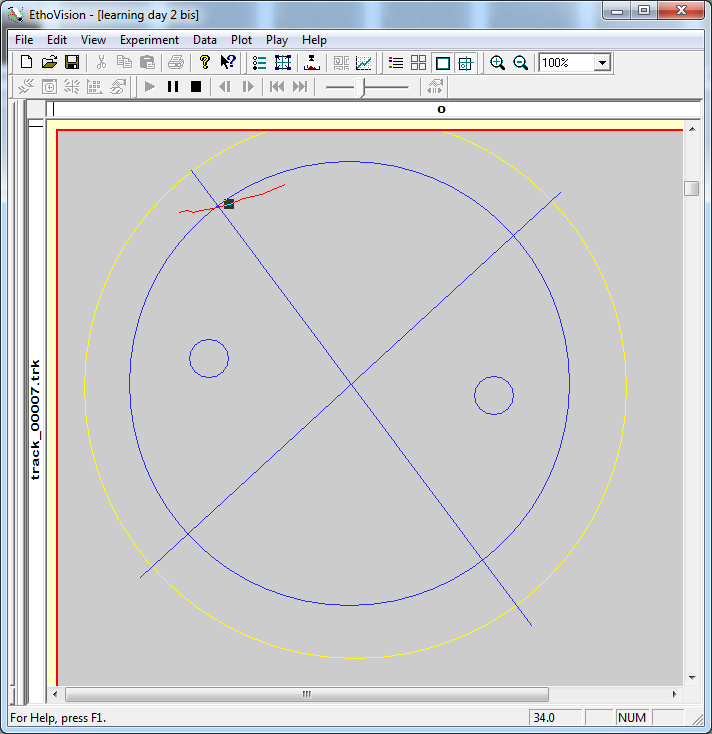 EthoVision - [learning day 2 bis]
File Edit View Experiment Data Plot Play Help
100%
o
track_00007.trk
For Help, press F1.
34.0
NUM